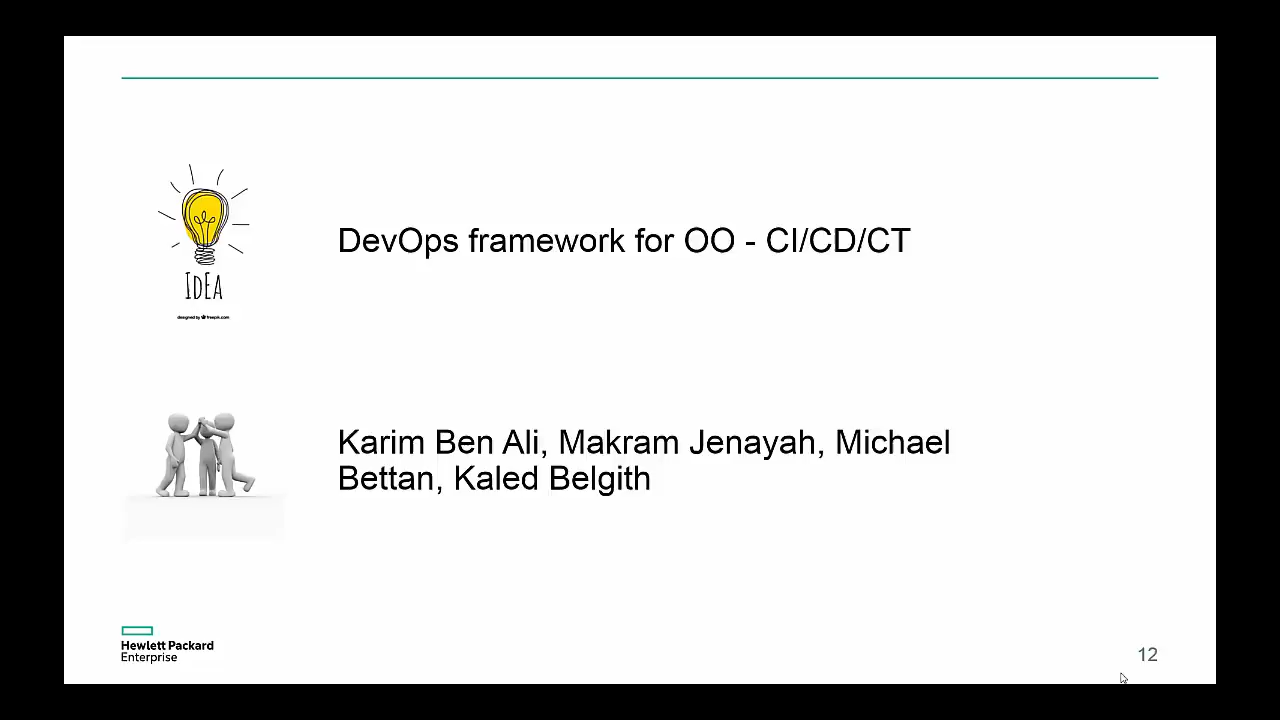 IDEA
designed by freepik.com
DevOps framework for OO - CI/CD/CT
Karim Ben Ali, Makram Jenayah, Michael
Bettan, Kaled Belgith
Hewlett Packard
Enterprise
12